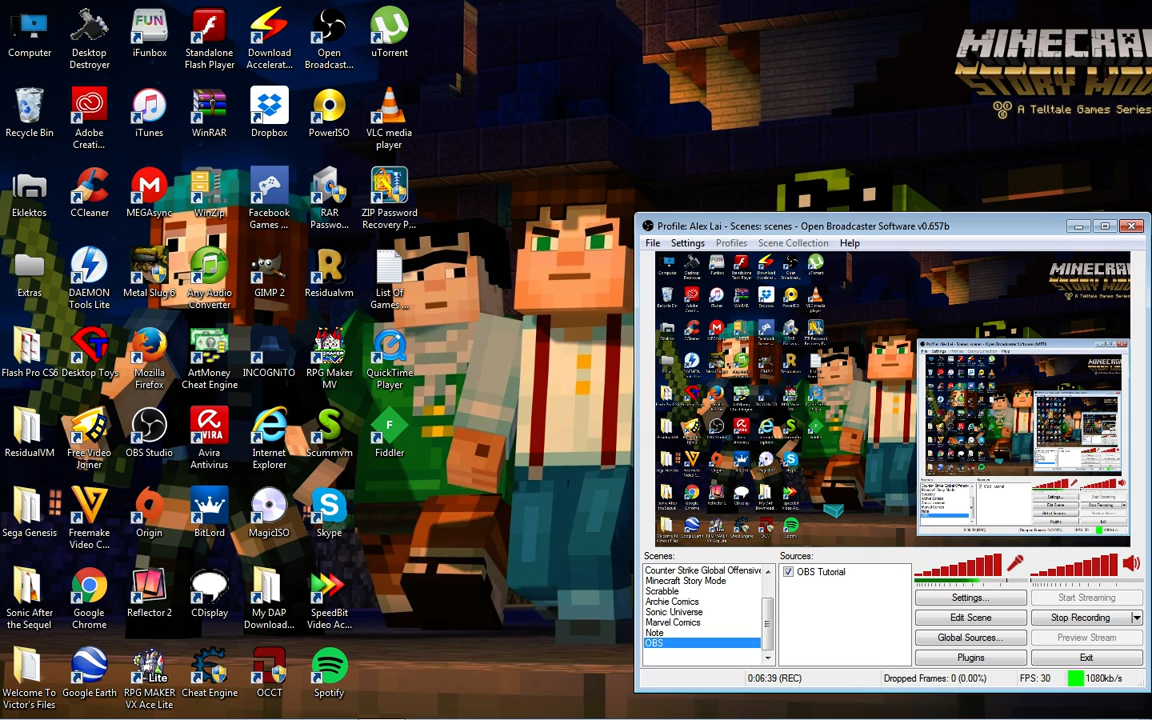 Computer
Desktop
Destroyer
iFunbox
FUN
Standalone
Flash Player
Download
Accelerat...
Open
Broadcast...
uTorrent
MINECRAF
STORY MOD
A Telltale Games Series
Recycle Bin
Adobe
Creati...
iTunes
WinRAR
Dropbox
PowerISO
VLC media
player
Eklektos
CCleaner
MEGAsync
WinZip
Facebook
Games ...
RAR
Passwo...
ZIP Password
Recovery P...
Extras
DAEMON
Tools Lite
Metal Slug 6
Any Audio
Converter
GIMP 2
Residualvm
List Of
Games ...
Flash Pro CS6
Desktop Toys
Mozilla
Firefox
ArtMoney
Cheat Engine
INCOGNiTO
RPG Maker
MV
QuickTime
Player
ResidualVM
Free Video
Joiner
OBS Studio
AVIRA
Avira
Antivirus
Internet
Explorer
Scummvm
Fiddler
Sega Genesis
Freemake
Video C...
Origin
BitLord
MagicISO
Skype
Sonic After
the Sequel
Google
Chrome
Reflector 2
CDisplay
My DAP
Download...
SpeedBit
Video Ac...
Welcome To
Victor's Files
Google Earth
Lite
RPG MAKER
VX Ace Lite
Cheat Engine
OCCT
Spotify
Profile: Alex Lai - Scenes: scenes - Open Broadcaster Software v0.657b
File Settings Profiles Scene Collection Help
Scenes:
Counter Strike Global Offensive
Minecraft Story Mode
Scrabble
Archie Comics
Sonic Universe
Marvel Comics
Note
OBS
Sources:
OBS Tutorial
Settings...
Start Streaming
Edit Scene
Stop Recording
Global Sources...
Preview Stream
Plugins
Exit
0:06:39 (REC)
Dropped Frames: 0 (0.00%)
FPS: 30
1080kb/s